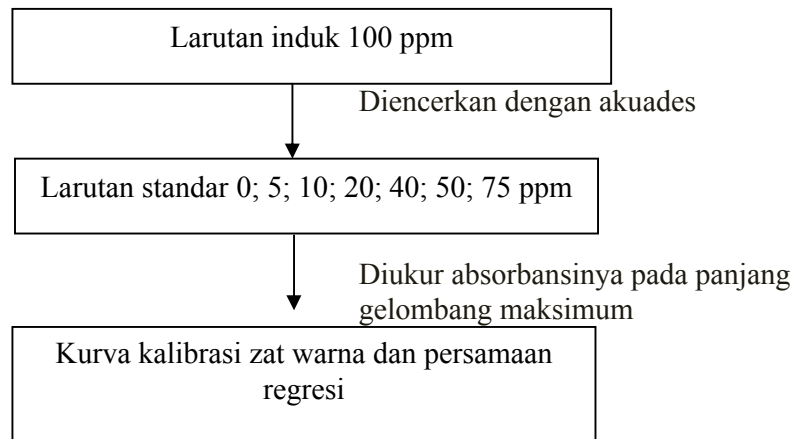 Larutan induk 100 ppm
Diencerkan dengan akuades
Larutan standar 0; 5; 10; 20; 40; 50; 75 ppm
Diukur absorbansinya pada panjang
gelombang maksimum
Kurva kalibrasi zat warna dan persamaan
regresi